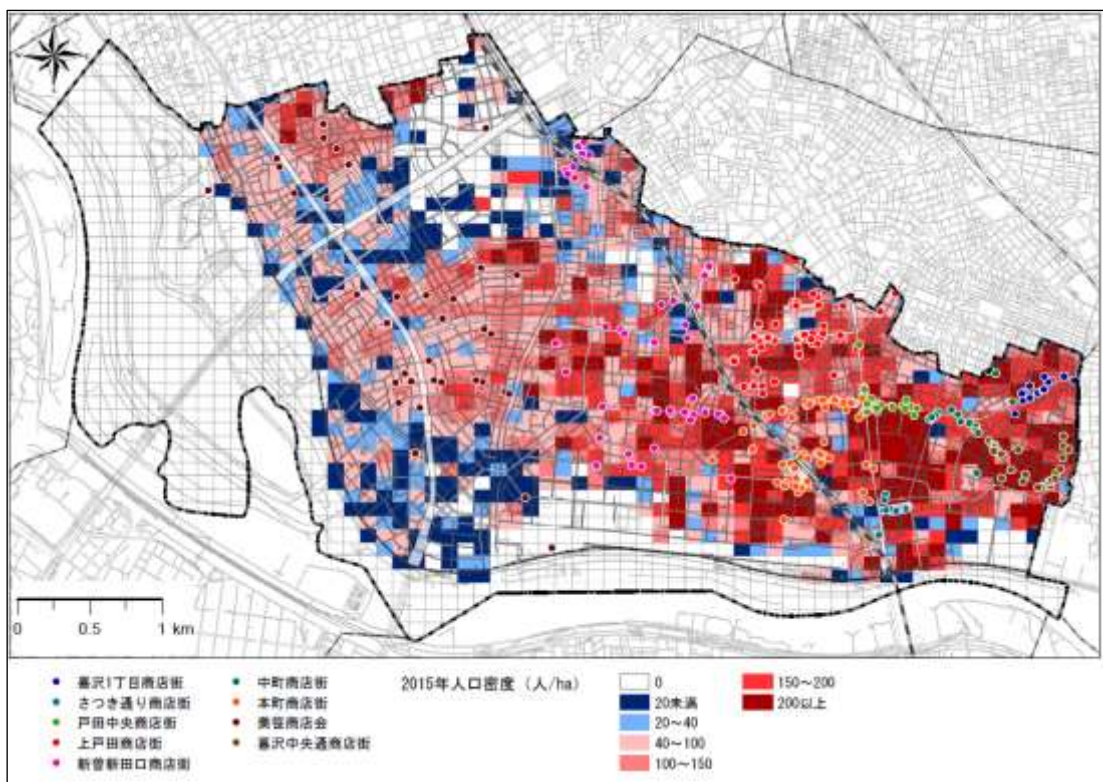 0 0.5 1 km
喜沢1丁目商店街
さつき通り商店街
戸田中央商店街
上戸田商店街
新曽新田口商店街
中町商店街
本町商店街
美笹商店会
喜沢中央通商店街
2015年人口密度（人/ha）
0
20未満
20～40
40～100
100～150
150～200
200以上